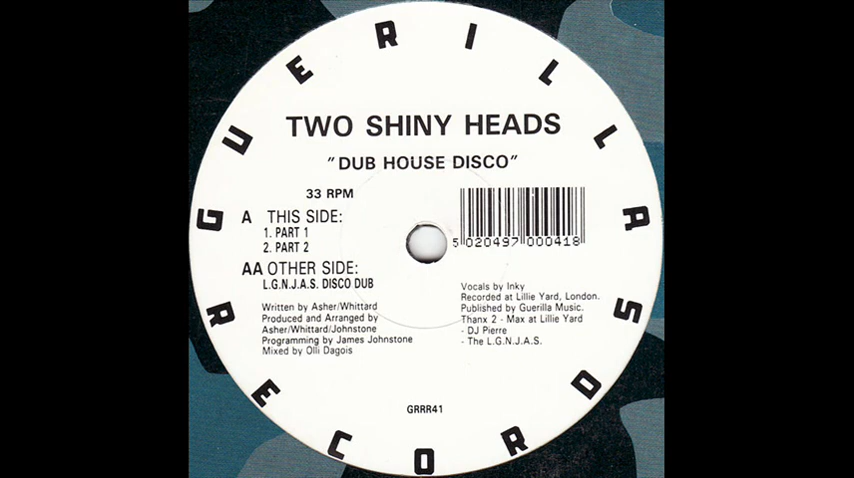 GUERILLA RECORDS
TWO SHINY HEADS
"DUB HOUSE DISCO"
33 RPM
A THIS SIDE:
1. PART 1
2. PART 2
AA OTHER SIDE:
L.G.N.J.A.S. DISCO DUB
Written by Asher/Whittard
Produced and Arranged by
Asher/Whittard/Johnstone
Programming by James Johnstone
Mixed by Olli Dagois
5 020497 000418
Vocals by Inky
Recorded at Lillie Yard, London.
Published by Guerilla Music.
Thanx 2 - Max at Lillie Yard
- DJ Pierre
- The L.G.N.J.A.S.
GRRR41